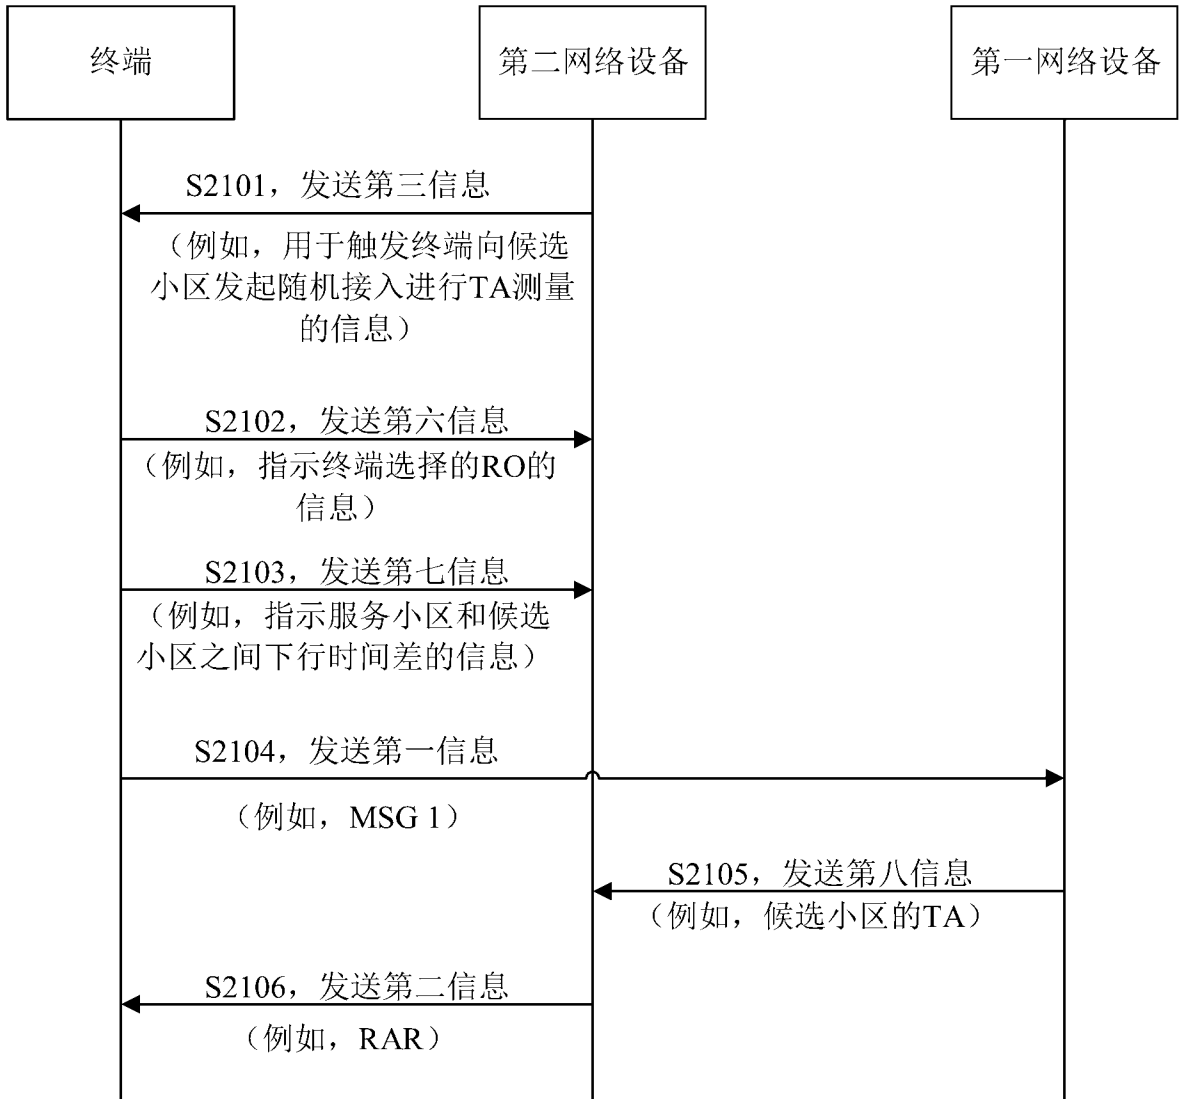 终端
第二网络设备
第一网络设备
S2101，发送第三信息
（例如，用于触发终端向候选
小区发起随机接入进行TA测量
的信息）
S2102，发送第六信息
（例如，指示终端选择的RO的
信息）
S2103，发送第七信息
（例如，指示服务小区和候选
小区之间下行时间差的信息）
S2104，发送第一信息
（例如，MSG 1）
S2105，发送第八信息
（例如，候选小区的TA）
S2106，发送第二信息
（例如，RAR）